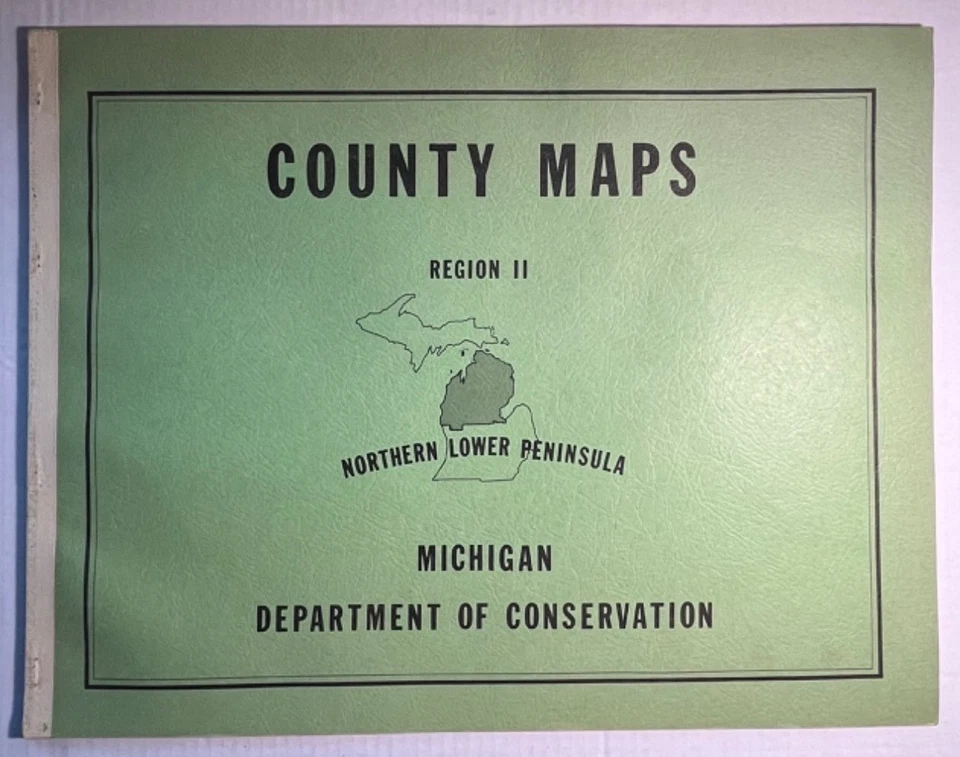 COUNTY MAPS
REGION II
NORTHERN LOWER PENINSULA
MICHIGAN
DEPARTMENT OF CONSERVATION